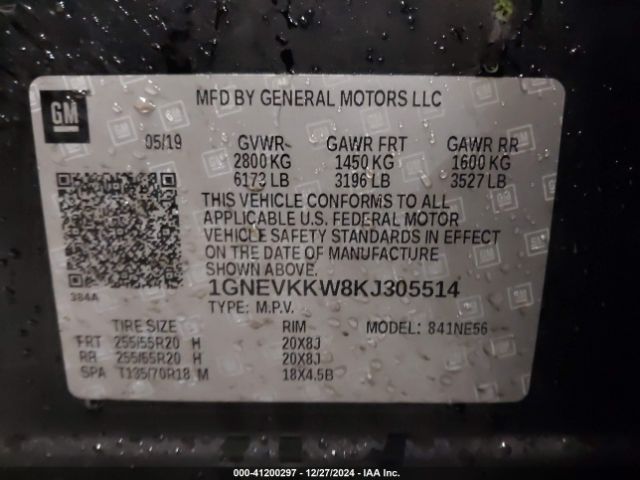 GM
MFD BY GENERAL MOTORS LLC
05/19 GVWR GAWR FRT GAWR RR
2800 KG 1450 KG 1600 KG
6173 LB 3196 LB 3527 LB
THIS VEHICLE CONFORMS TO ALL
APPLICABLE U.S. FEDERAL MOTOR
VEHICLE SAFETY STANDARDS IN EFFECT
ON THE DATE OF MANUFACTURE
SHOWN ABOVE.
384A
1GNEVKKW8KJ305514
TYPE: M.P.V.
TIRE SIZE RIM MODEL: 841NE56
FRT 255/55R20 H 20X8J
RR 255/55R20 H 20X8J
SPA T135/70R18 M 18X4.5B
000-41200297 - 12/27/2024 - IAA Inc.